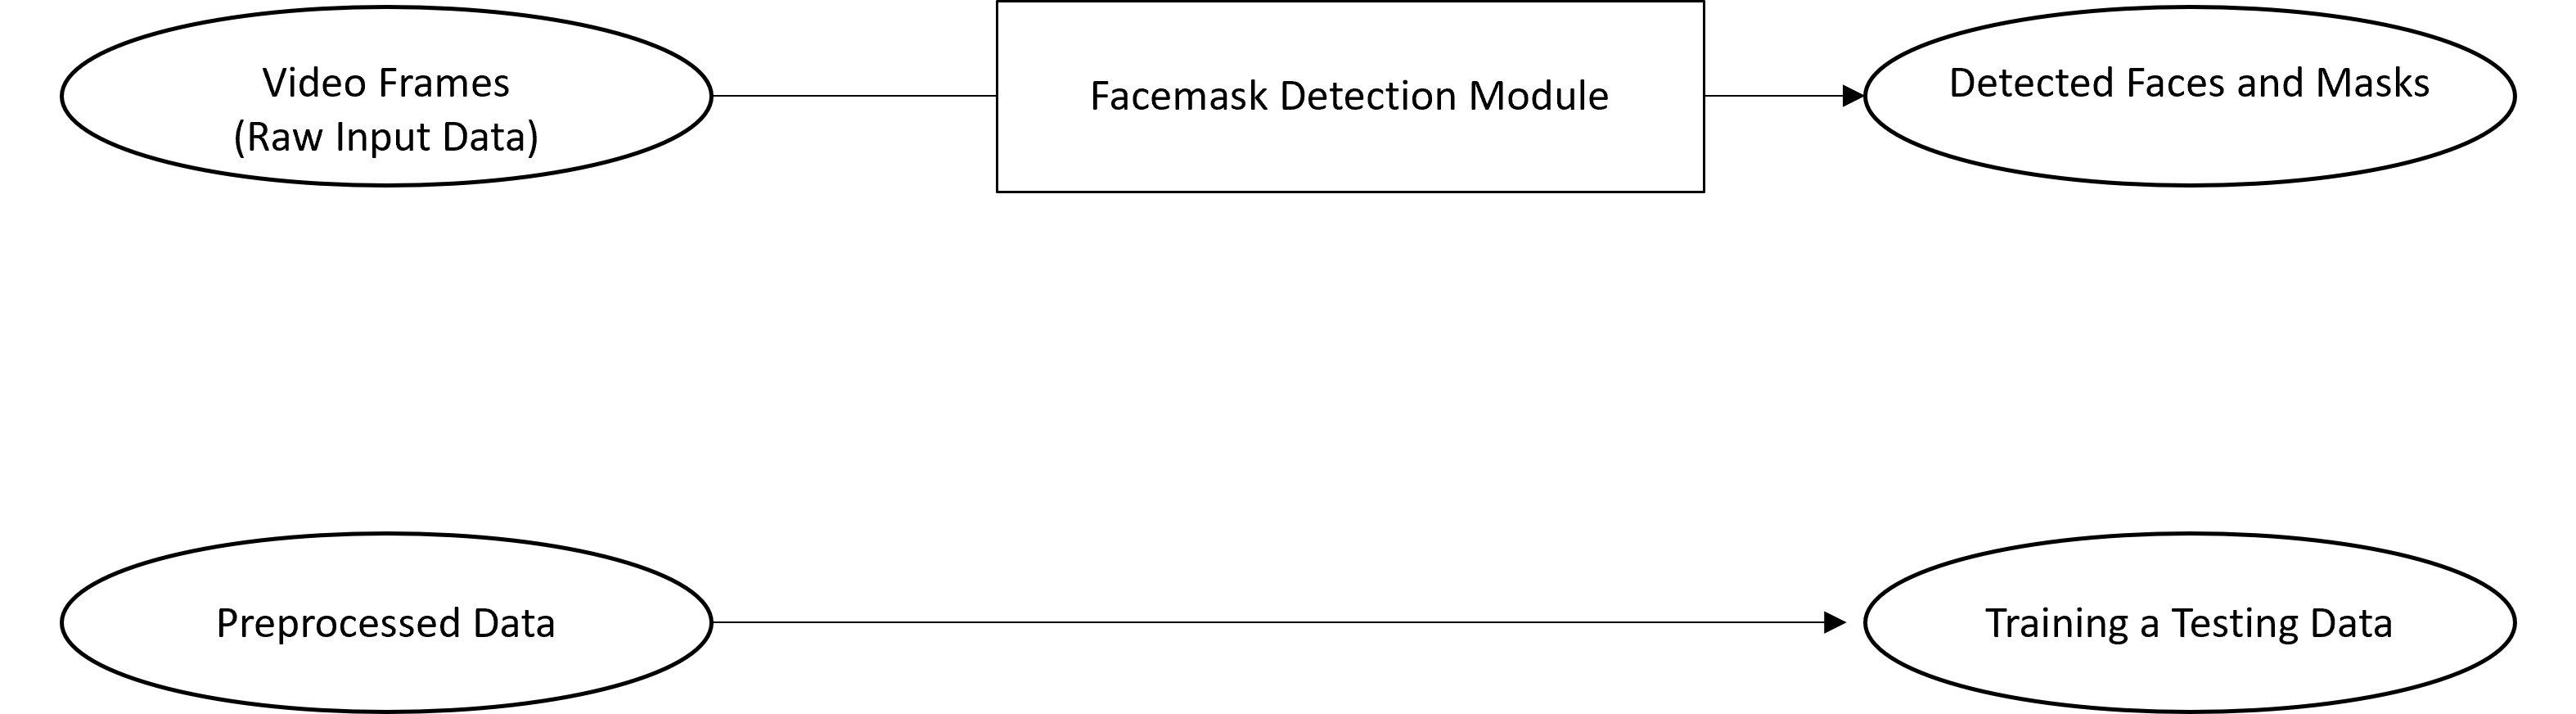 Video Frames
(Raw Input Data)
Facemask Detection Module
Detected Faces and Masks
Preprocessed Data
Training a Testing Data